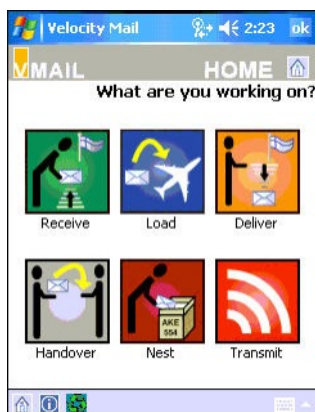 Velocity Mail 2:23 ok
VMAIL HOME
What are you working on?
Receive Load Deliver
AKE
554
Handover Nest Transmit